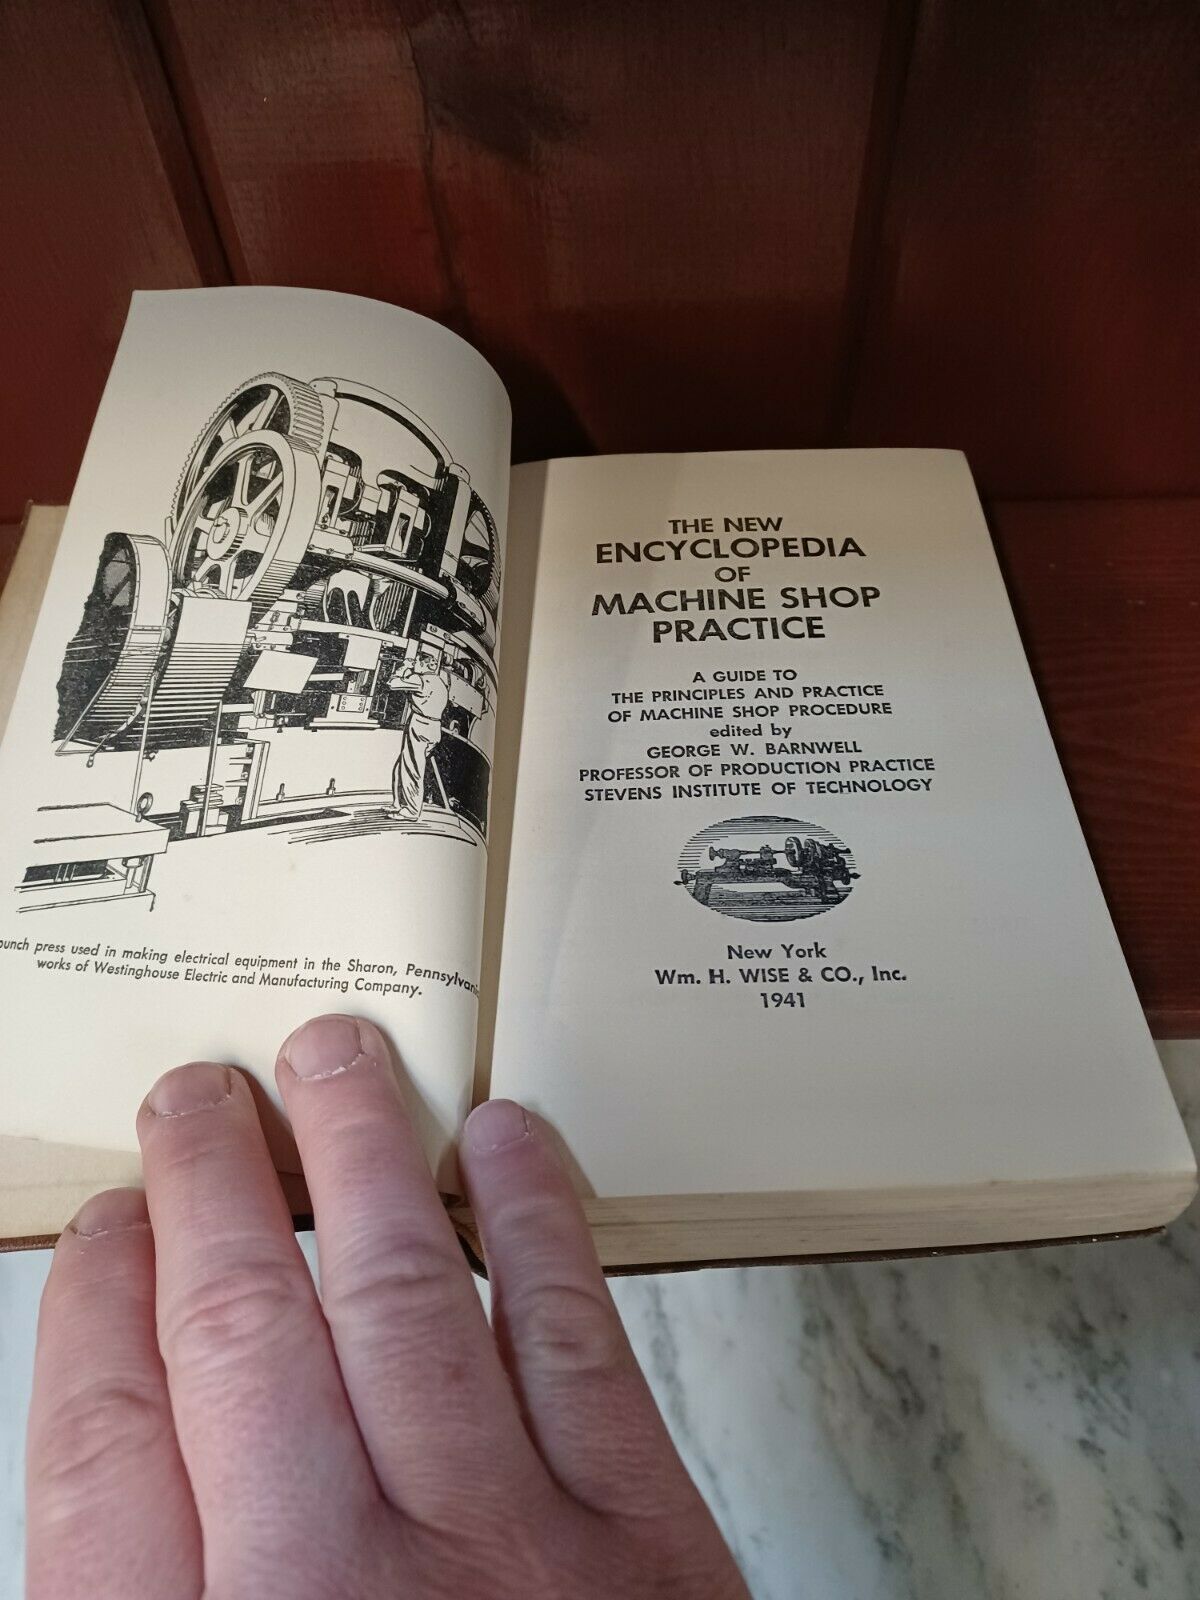 punch press used in making electrical equipment in the Sharon, Pennsylvania
works of Westinghouse Electric and Manufacturing Company.
THE NEW
ENCYCLOPEDIA
OF
MACHINE SHOP
PRACTICE
A GUIDE TO
THE PRINCIPLES AND PRACTICE
OF MACHINE SHOP PROCEDURE
edited by
GEORGE W. BARNWELL
PROFESSOR OF PRODUCTION PRACTICE
STEVENS INSTITUTE OF TECHNOLOGY
New York
Wm. H. WISE & CO., Inc.
1941